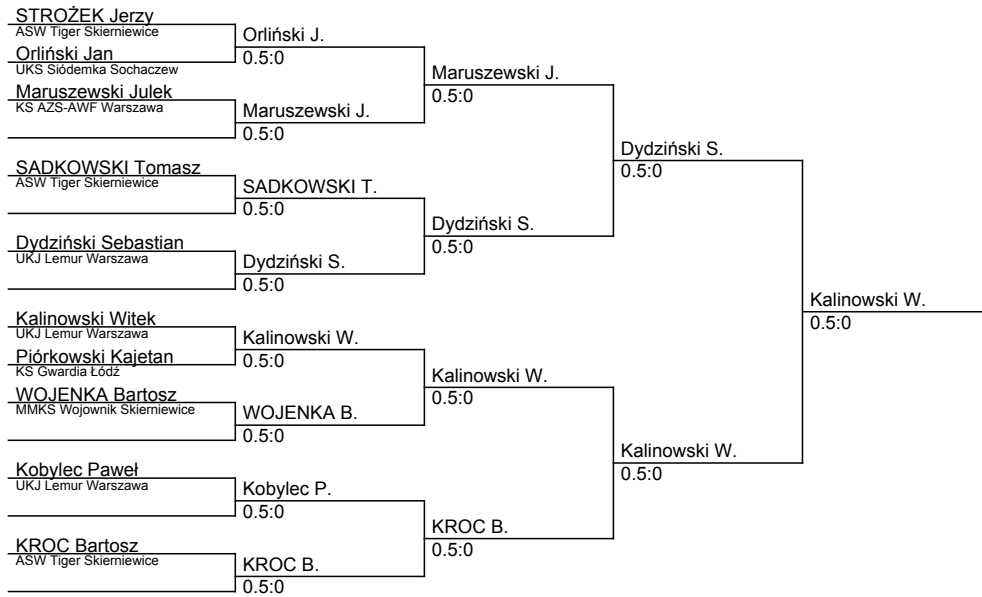 STROŻEK Jerzy
ASW Tiger Skierniewice
Orliński Jan
UKS Siódemka Sochaczew
Maruszewski Julek
KS AZS-AWF Warszawa
SADKOWSKI Tomasz
ASW Tiger Skierniewice
Dydziński Sebastian
UKJ Lemur Warszawa
Kalinowski Witek
UKJ Lemur Warszawa
Piórkowski Kajetan
KS Gwardia Łódź
WOJENKA Bartosz
MMKS Wojownik Skierniewice
Kobylec Paweł
UKJ Lemur Warszawa
KROC Bartosz
ASW Tiger Skierniewice
Orliński J.
0.5:0
Maruszewski J.
0.5:0
SADKOWSKI T.
0.5:0
Dydziński S.
0.5:0
Kalinowski W.
0.5:0
WOJENKA B.
0.5:0
Kobylec P.
0.5:0
KROC B.
0.5:0
Maruszewski J.
0.5:0
Dydziński S.
0.5:0
Kalinowski W.
0.5:0
KROC B.
0.5:0
Dydziński S.
0.5:0
Kalinowski W.
0.5:0
Kalinowski W.
0.5:0